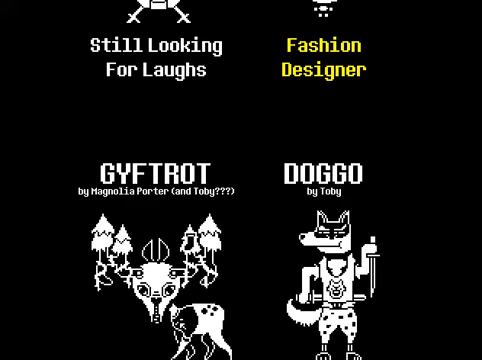 Still Looking
For Laughs
Fashion
Designer
GYFTROT
by Magnolia Porter (and Toby???)
DOGGO
by Toby